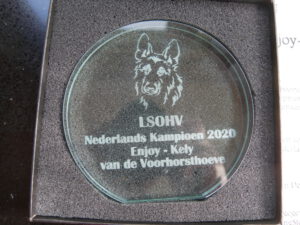 LSOHV
Nederlands Kampioen 2020
Enjoy - Kely
van de Voorhorsthoeve